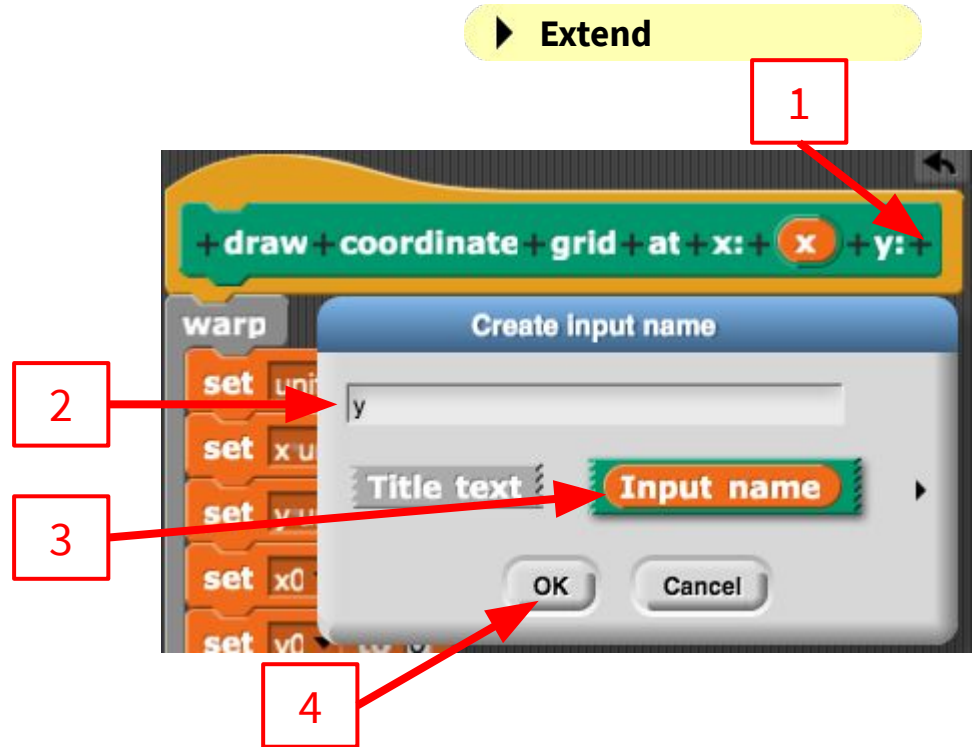 Extend
1
+draw+coordinate+grid+at+x:+ x +y:+
warp
Create input name
set
2
y
set x
Title text
Input name
set
3
set x0
OK
Cancel
set y0
4